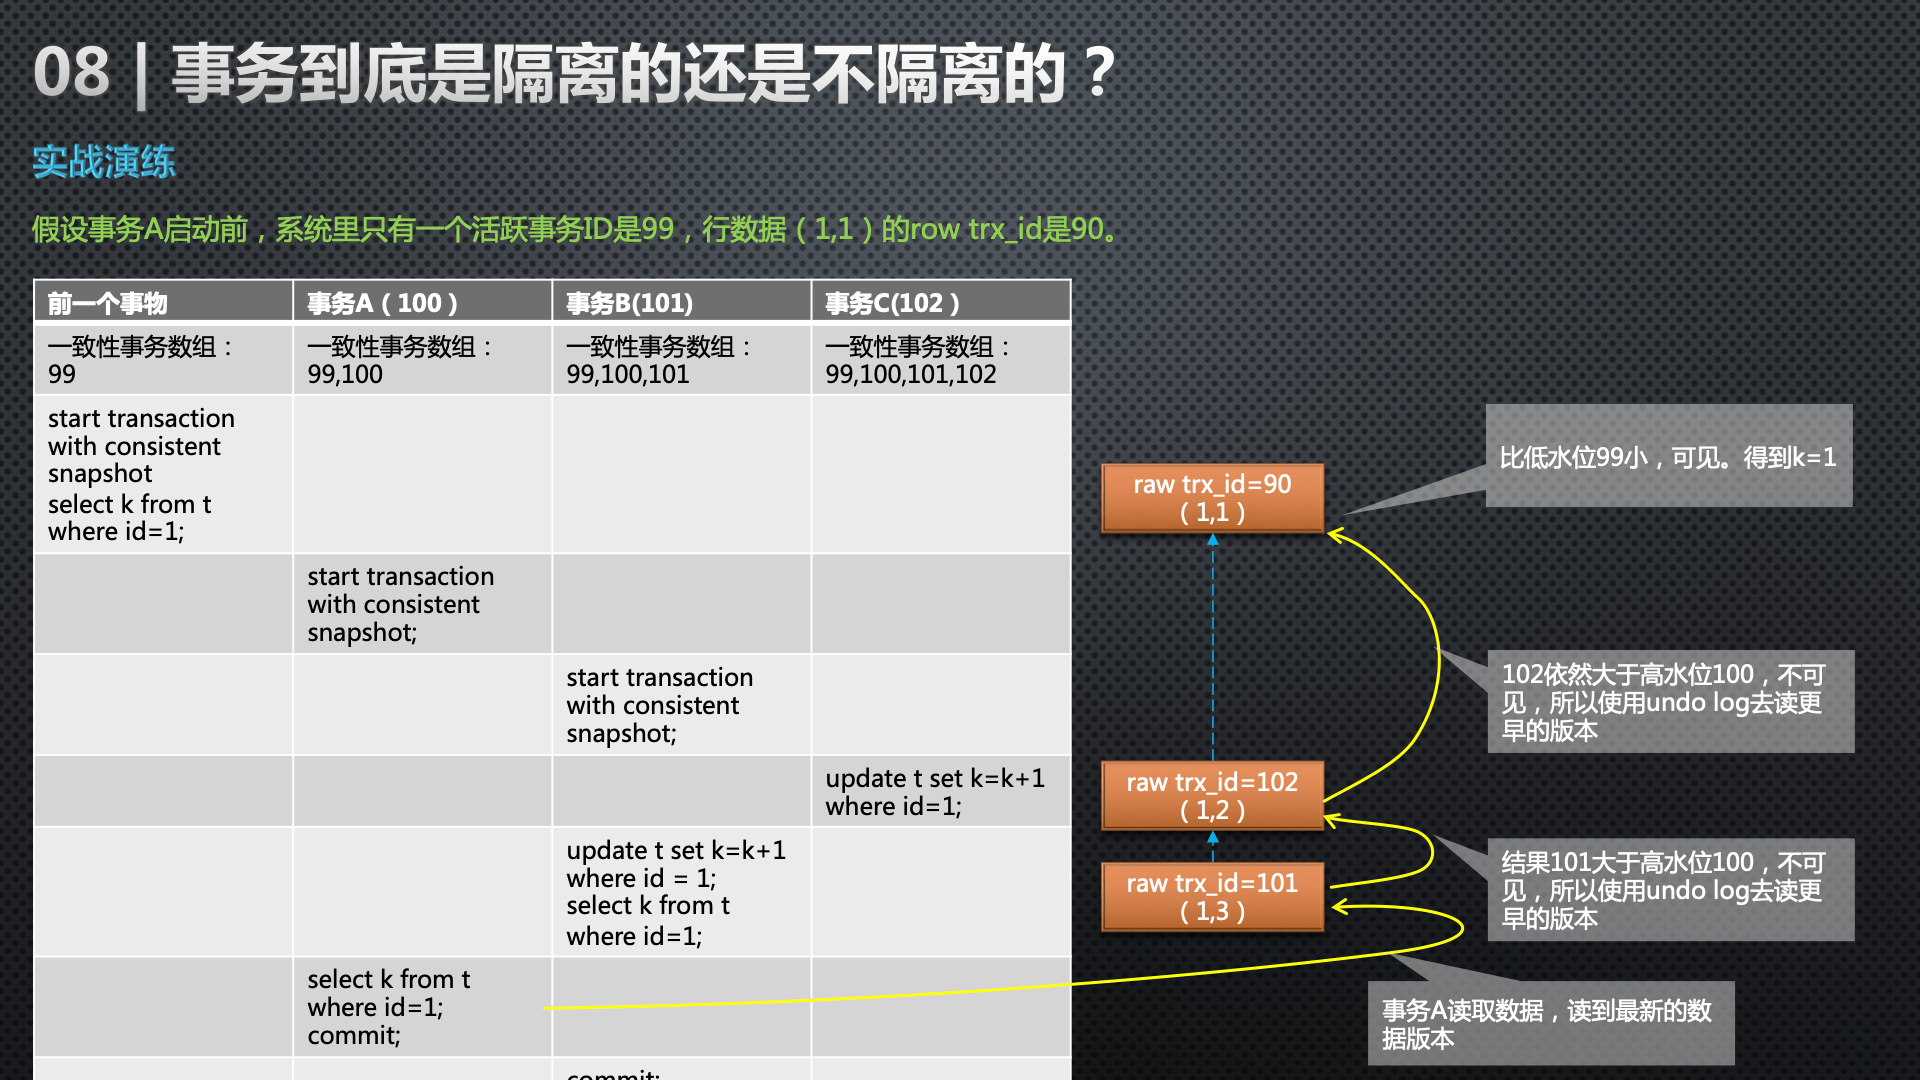 08 | 事务到底是隔离的还是不隔离的？
实战演练
假设事务A启动前，系统里只有一个活跃事务ID是99，行数据（1,1）的row trx_id是90。
前一个事物
事务A（100）
事务B(101)
事务C(102）
一致性事务数组：
99
一致性事务数组：
99,100
一致性事务数组：
99,100,101
一致性事务数组：
99,100,101,102
start transaction
with consistent
snapshot
select k from t
where id=1;
start transaction
with consistent
snapshot;
start transaction
with consistent
snapshot;
update t set k=k+1
where id=1;
update t set k=k+1
where id = 1;
select k from t
where id=1;
select k from t
where id=1;
commit;
commit;
raw trx_id=90
（1,1）
raw trx_id=102
（1,2）
raw trx_id=101
（1,3）
比低水位99小，可见。得到k=1
102依然大于高水位100，不可
见，所以使用undo log去读更
早的版本
结果101大于高水位100，不可
见，所以使用undo log去读更
早的版本
事务A读取数据，读到最新的数
据版本